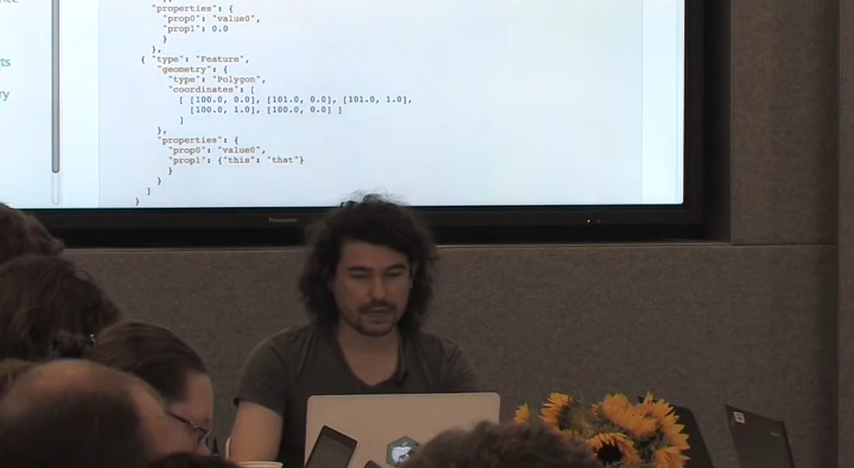 "properties": {
"prop0": "value0",
"prop1": 0.0
}
},
{ "type": "Feature",
"geometry": {
"type": "Polygon",
"coordinates": [
[ [100.0, 0.0], [101.0, 0.0], [101.0, 1.0],
[100.0, 1.0], [100.0, 0.0] ]
]
},
"properties": {
"prop0": "value0",
"prop1": {"this": "that"}
}
}
]
}
Panasonic